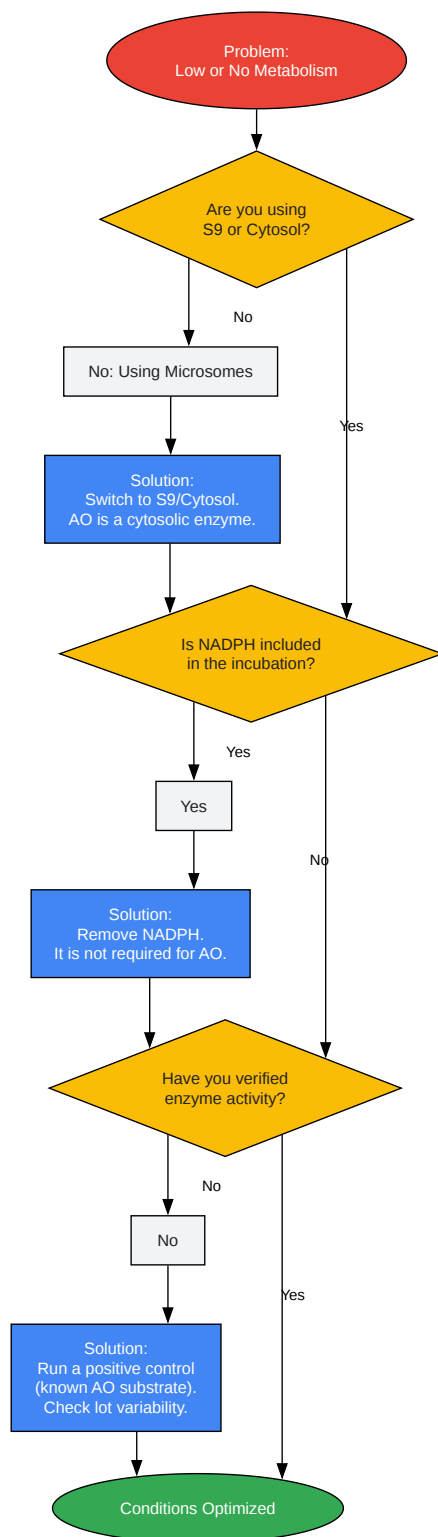 Problem:
Low or No Metabolism
Are you using
S9 or Cytosol?
No
No: Using Microsomes
Yes
Solution:
Switch to S9/Cytosol.
AO is a cytosolic enzyme.
Is NADPH included
in the incubation?
Yes
Yes
No
Solution:
Remove NADPH.
It is not required for AO.
Have you verified
enzyme activity?
No
No
Yes
Solution:
Run a positive control
(known AO substrate).
Check lot variability.
Conditions Optimized